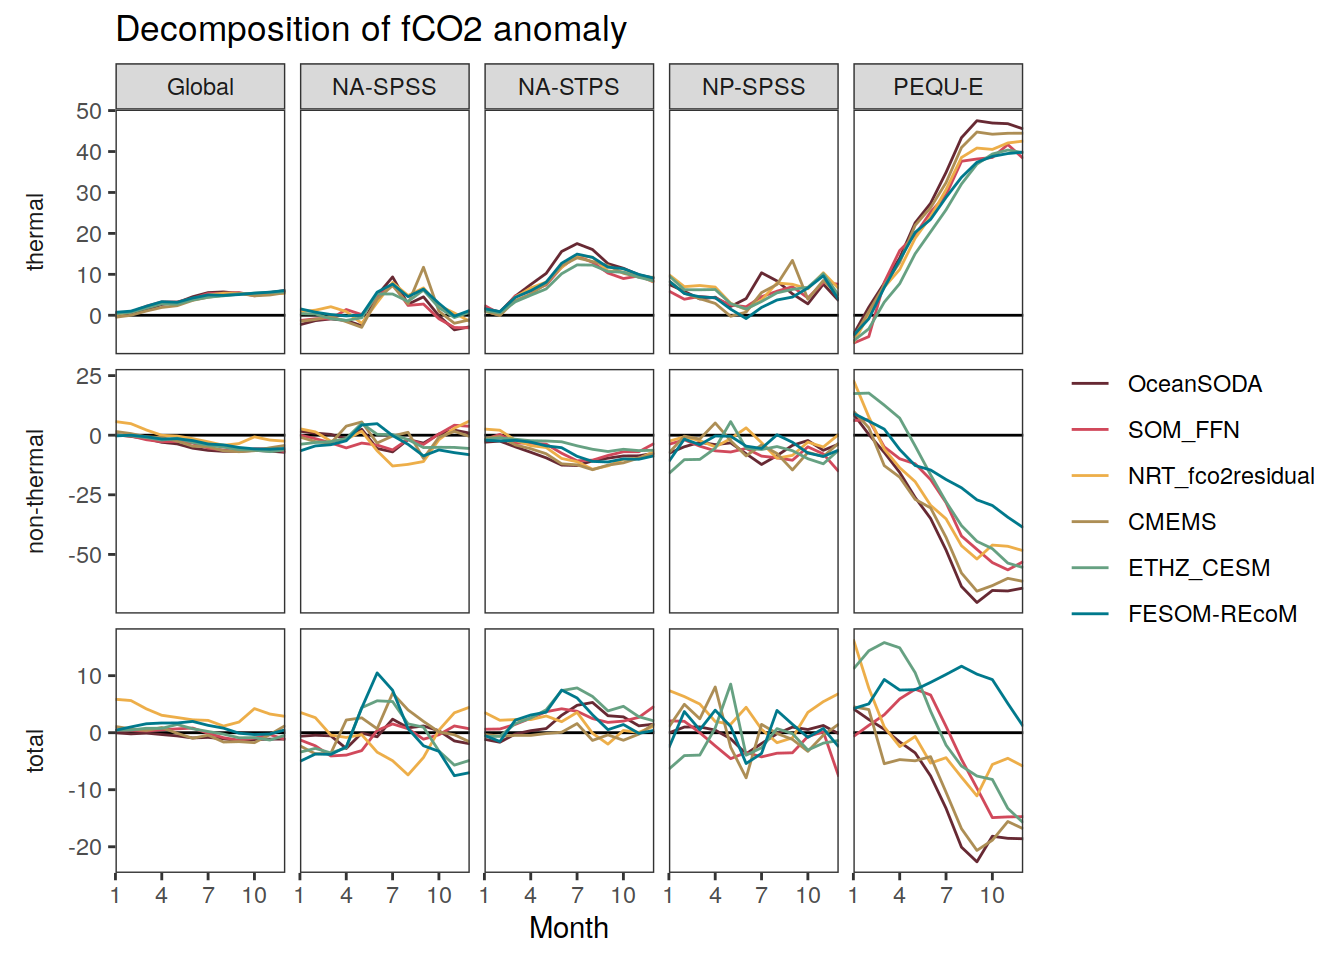 Decomposition of fCO2 anomaly
Global
NA-SPSS
NA-STPS
NP-SPSS
PEQU-E
thermal
50
40
30
20
10
0
non-thermal
25
0
-25
-50
total
10
0
-10
-20
1 4 7 10
1 4 7 10
1 4 7 10
1 4 7 10
1 4 7 10
Month
OceanSODA
SOM_FFN
NRT_fco2residual
CMEMS
ETHZ_CESM
FESOM-REcoM